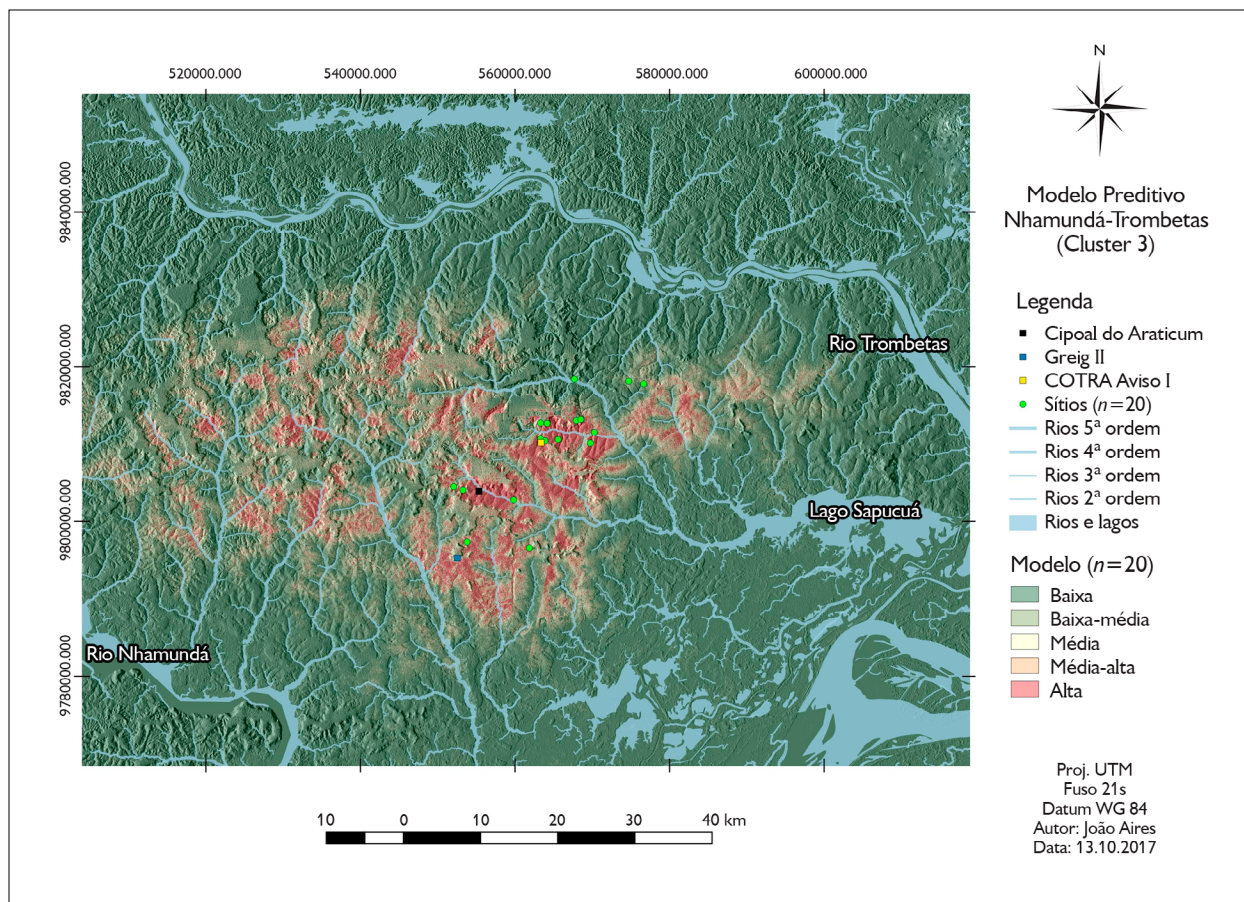 520000.000 540000.000 560000.000 580000.000 600000.000
9840000.000
9820000.000
9800000.000
9780000.000
Rio Trombetas
Lago Sapucuá
Rio Nhamundá
10 0 10 20 30 40 km
N
Modelo Preditivo
Nhamundá-Trombetas
(Cluster 3)
Legenda
Cipoal do Araticum
Greig II
COTRA Aviso I
Sítios (n=20)
Rios 5ª ordem
Rios 4ª ordem
Rios 3ª ordem
Rios 2ª ordem
Rios e lagos
Modelo (n=20)
Baixa
Baixa-média
Média
Média-alta
Alta
Proj. UTM
Fuso 21s
Datum WG 84
Autor: João Aires
Data: 13.10.2017